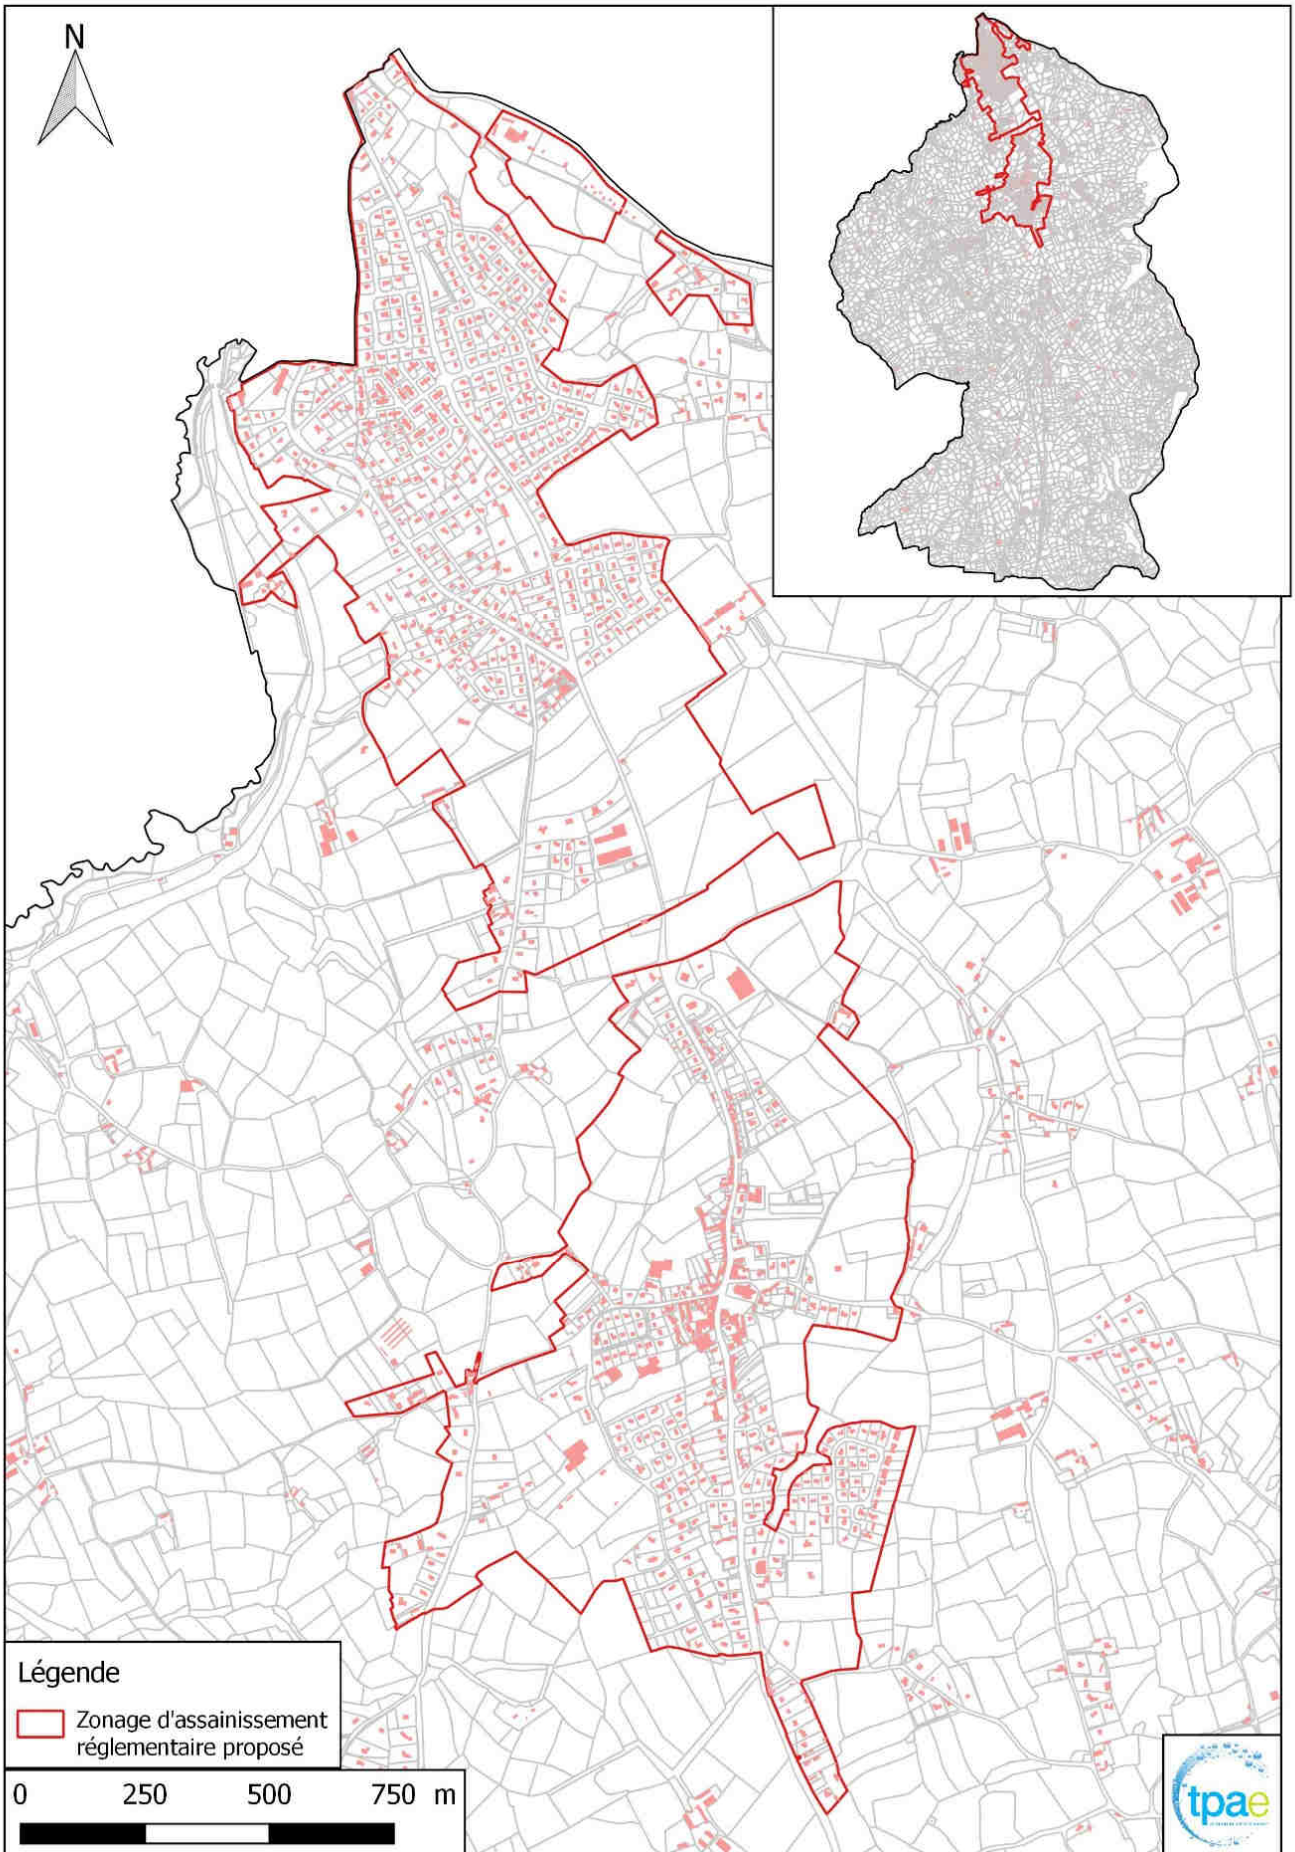 N
Légende
Zonage d'assainissement
réglementaire proposé
0 250 500 750 m
tpae